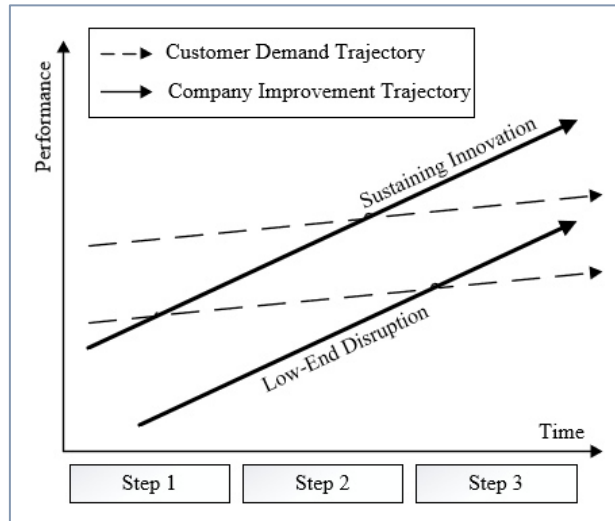 Customer Demand Trajectory
Company Improvement Trajectory
Performance
Sustaining Innovation
Low-End Disruption
Time
Step 1
Step 2
Step 3